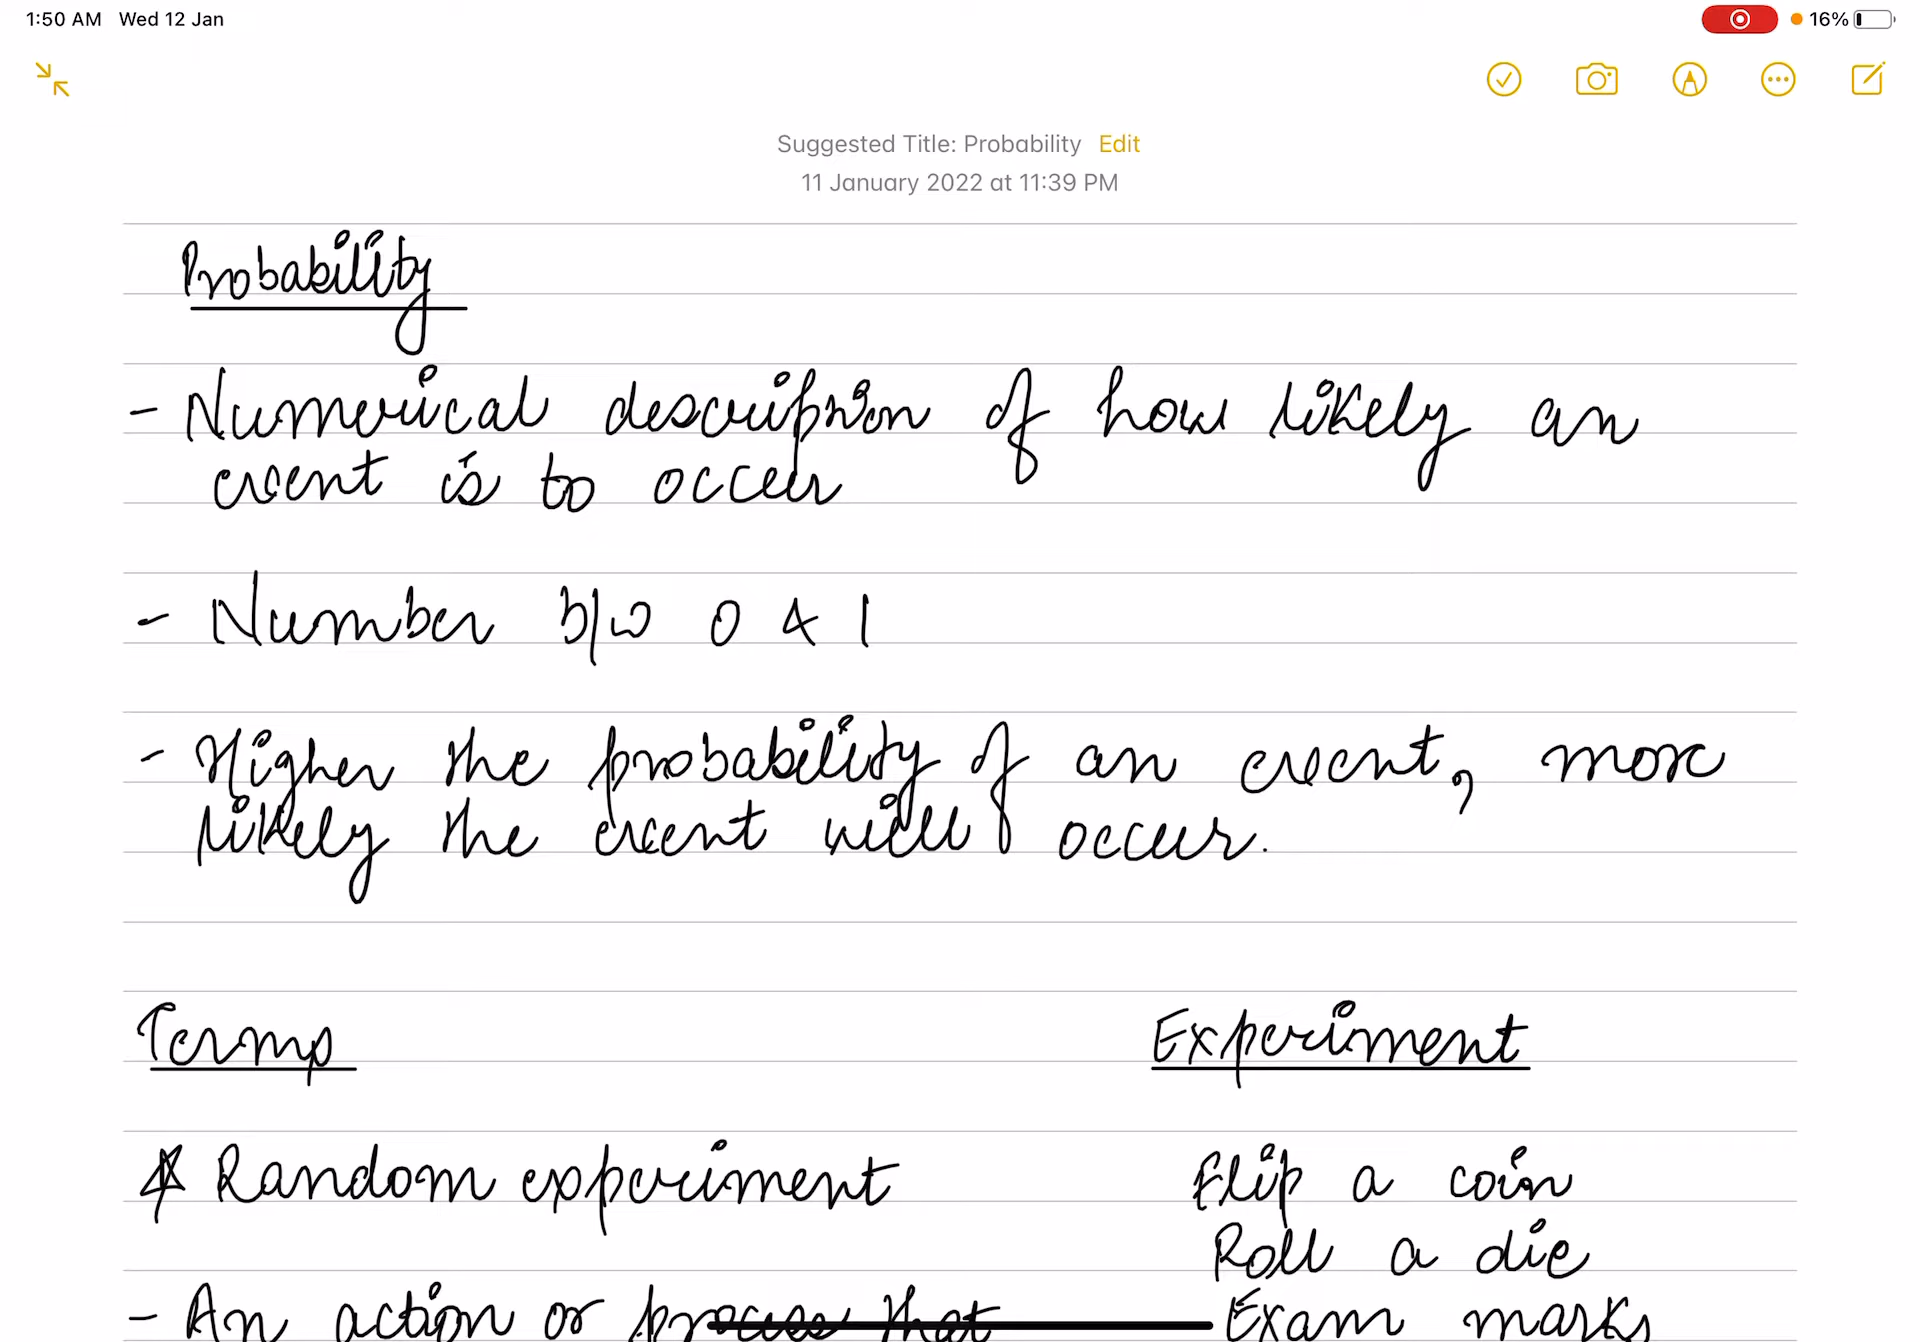 1:50 AM Wed 12 Jan
16%
Suggested Title: Probability Edit
11 January 2022 at 11:39 PM
Probability
- Numerical description of how likely an
event is to occur
- Number b/w 0 & 1
- Higher the probability of an event, more
likely the event will occur.
Terms
Experiment
* Random experiment
Flip a coin
Roll a die
- An action or process that
Exam marks